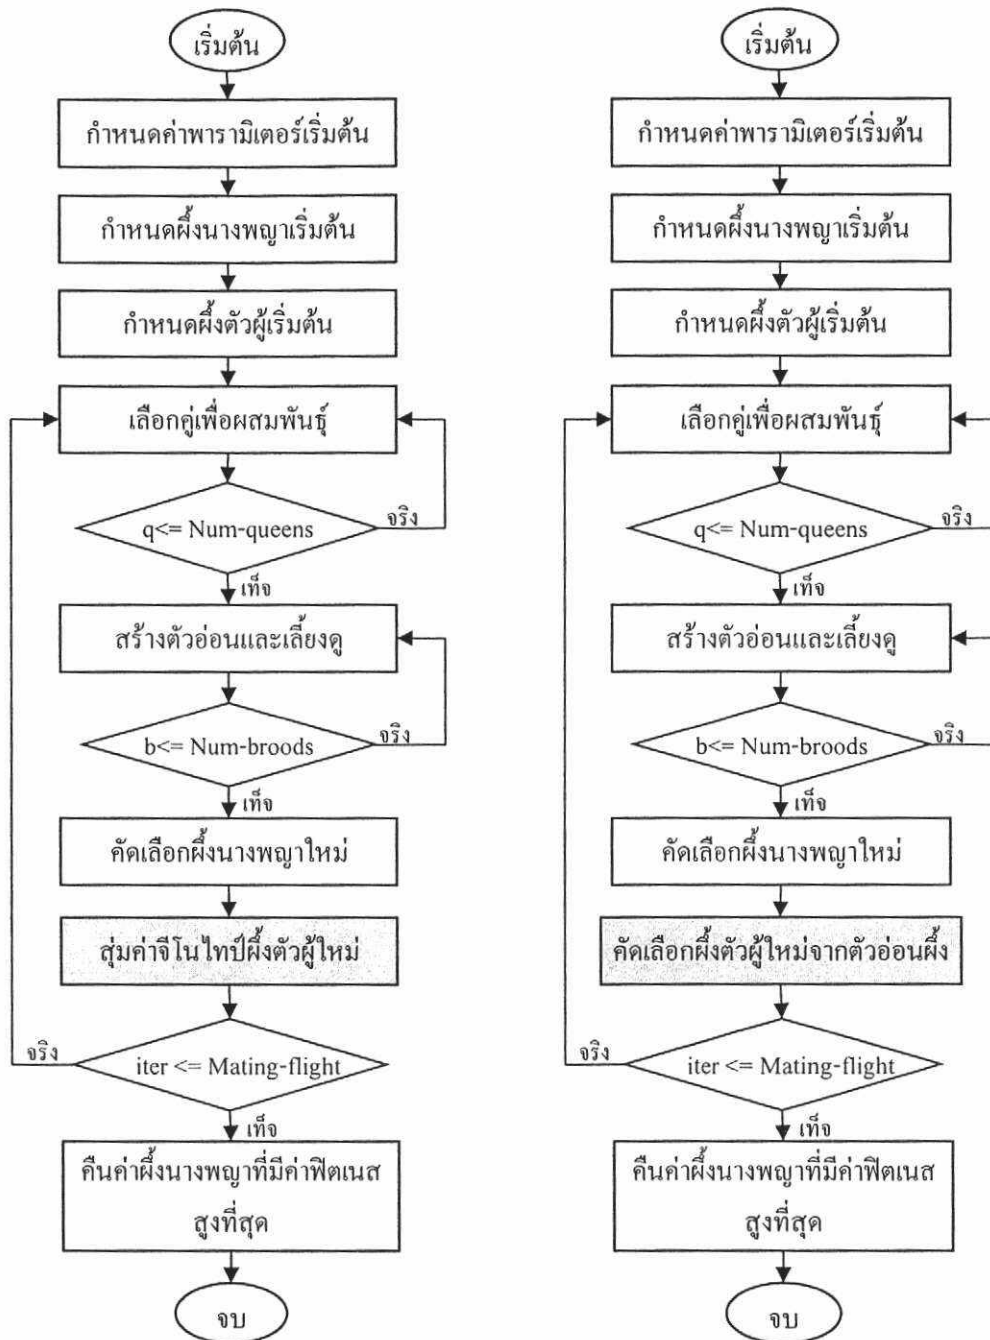 เริ่มต้น
กำหนดค่าพารามิเตอร์เริ่มต้น
กำหนดผึ้งนางพญาเริ่มต้น
กำหนดผึ้งตัวผู้เริ่มต้น
เลือกคู่เพื่อผสมพันธุ์
q<= Num-queens
จริง
เท็จ
สร้างตัวอ่อนและเลี้ยงดู
b<= Num-broods
จริง
เท็จ
คัดเลือกผึ้งนางพญาใหม่
สุ่มค่าจีโนไทป์ผึ้งตัวผู้ใหม่
จริง
iter <= Mating-flight
เท็จ
คืนค่าผึ้งนางพญาที่มีค่าฟิตเนส
สูงที่สุด
จบ
เริ่มต้น
กำหนดค่าพารามิเตอร์เริ่มต้น
กำหนดผึ้งนางพญาเริ่มต้น
กำหนดผึ้งตัวผู้เริ่มต้น
เลือกคู่เพื่อผสมพันธุ์
q<= Num-queens
จริง
เท็จ
สร้างตัวอ่อนและเลี้ยงดู
b<= Num-broods
จริง
เท็จ
คัดเลือกผึ้งนางพญาใหม่
คัดเลือกผึ้งตัวผู้ใหม่จากตัวอ่อนผึ้ง
จริง
iter <= Mating-flight
เท็จ
คืนค่าผึ้งนางพญาที่มีค่าฟิตเนส
สูงที่สุด
จบ